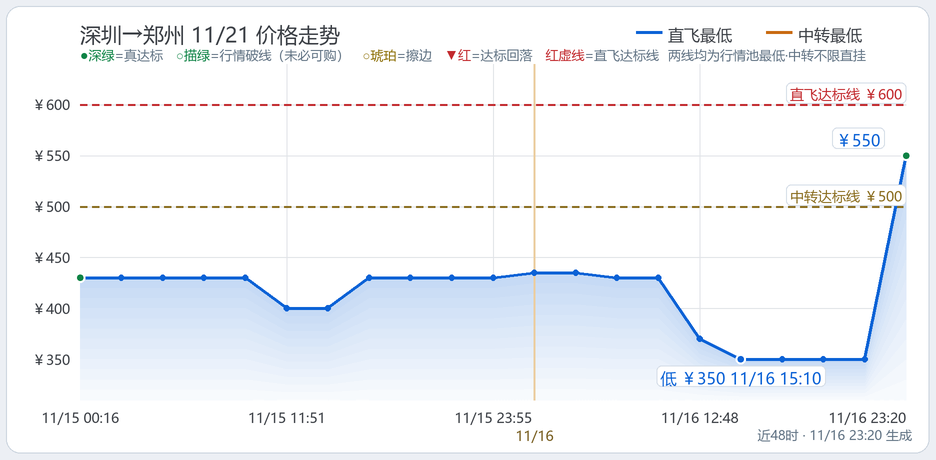 深圳→郑州 11/21 价格走势
直飞最低 中转最低
●深绿=真达标 ○描绿=行情破线（未必可购） ○琥珀=擦边 ▼红=达标回落 红虚线=直飞达标线 两线均为行情池最低·中转不限直挂
¥600
直飞达标线 ¥600
¥550
¥550
¥500
中转达标线 ¥500
¥450
¥400
¥350
低 ¥350 11/16 15:10
11/15 00:16 11/15 11:51 11/15 23:55 11/16 12:48 11/16 23:20
11/16
近48时 · 11/16 23:20 生成